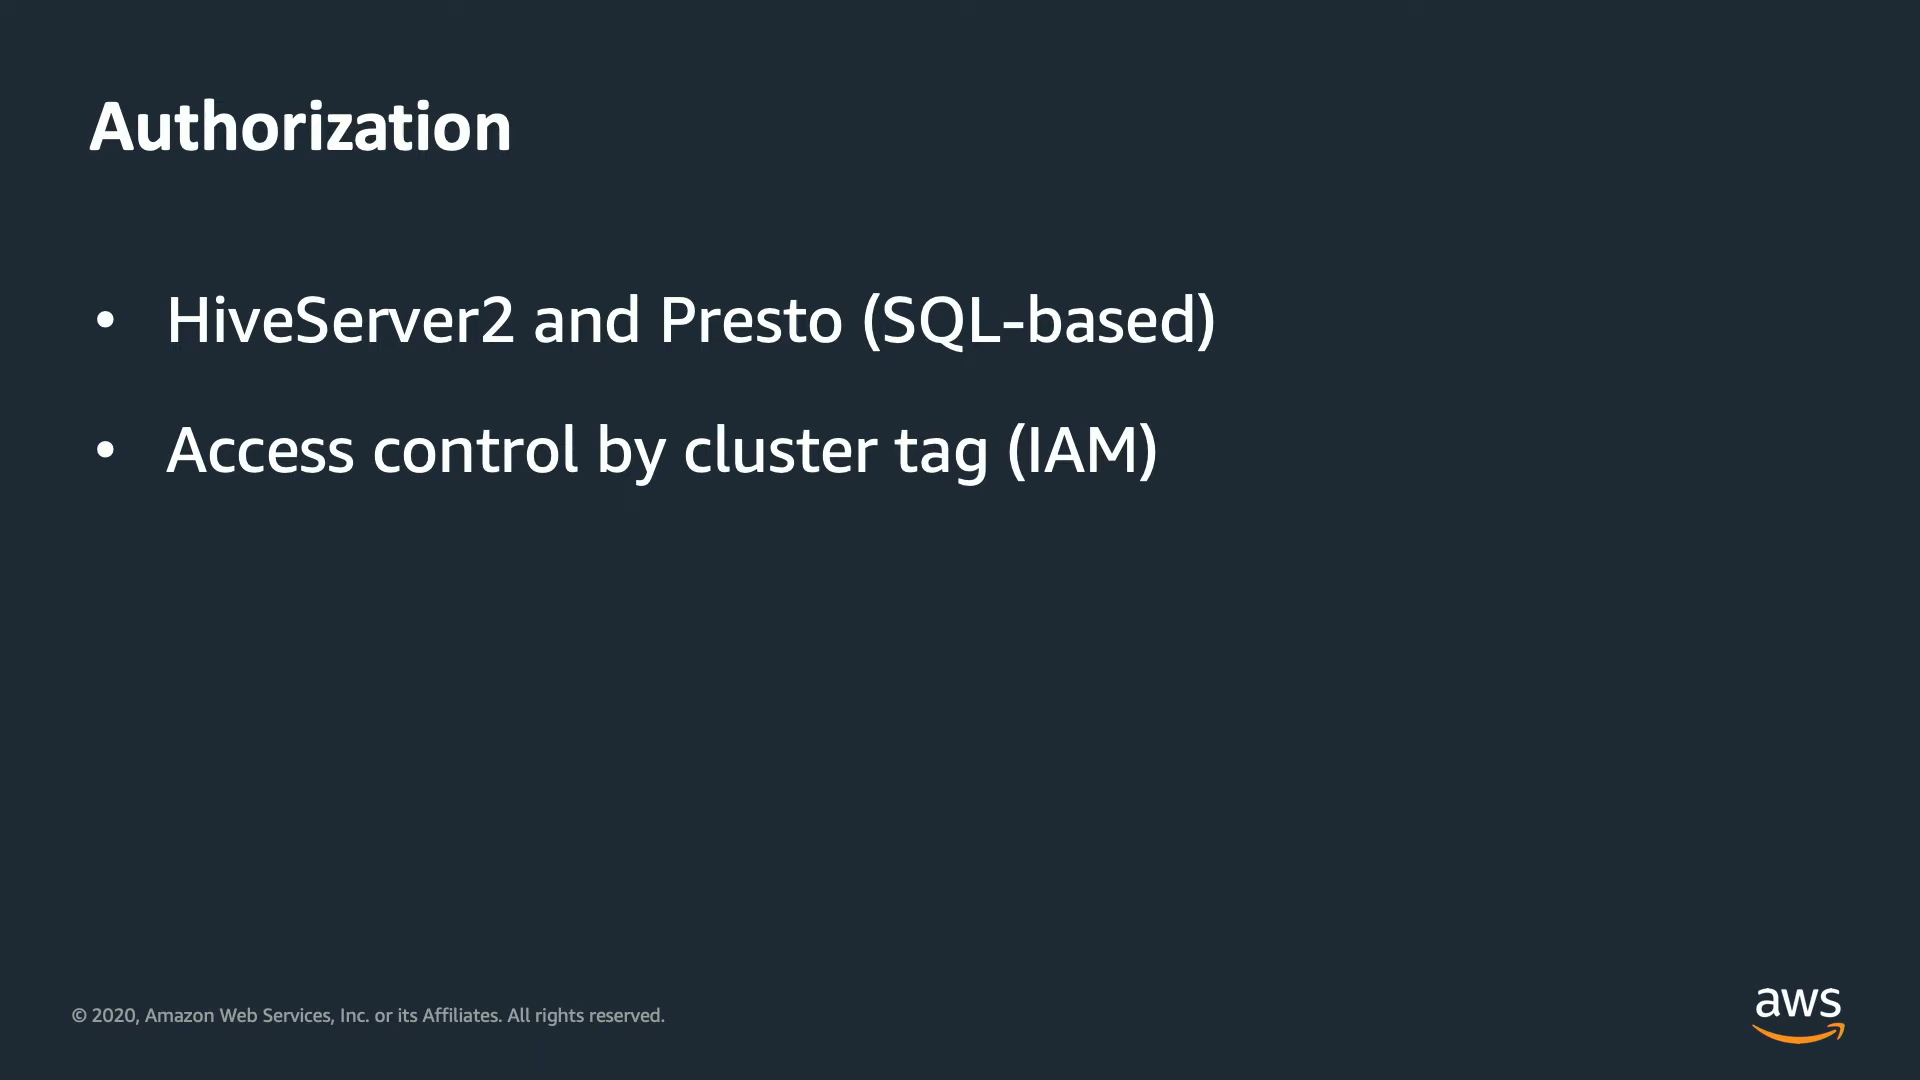 Authorization
• HiveServer2 and Presto (SQL-based)
• Access control by cluster tag (IAM)
© 2020, Amazon Web Services, Inc. or its Affiliates. All rights reserved.
aws